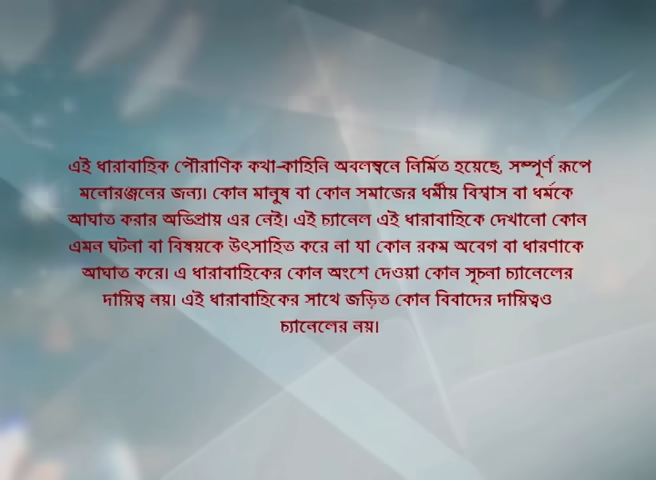 এই ধারাবাহিক পৌরাণিক কথা-কাহিনি অবলম্বনে নির্মিত হয়েছে, সম্পূর্ণ রূপে
মনোরঞ্জনের জন্য। কোন মানুষ বা কোন সমাজের ধর্মীয় বিশ্বাস বা ধর্মকে
আঘাত করার অভিপ্রায় এর নেই। এই চ্যানেল এই ধারাবাহিকে দেখানো কোন
এমন ঘটনা বা বিষয়কে উৎসাহিত করে না যা কোন রকম অবেগ বা ধারণাকে
আঘাত করে। এ ধারাবাহিকের কোন অংশে দেওয়া কোন সূচনা চ্যানেলের
দায়িত্ব নয়। এই ধারাবাহিকের সাথে জড়িত কোন বিবাদের দায়িত্বও
চ্যানেলের নয়।